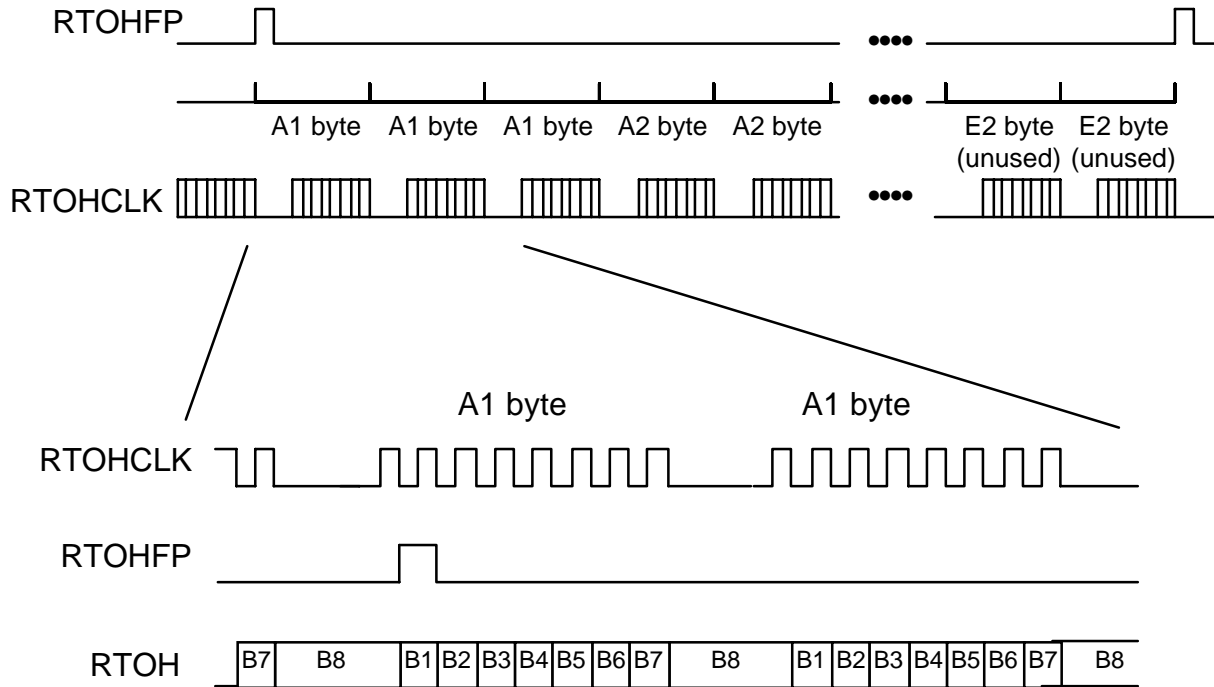 RTOHFP
A1 byte A1 byte A1 byte A2 byte A2 byte E2 byte E2 byte
(unused) (unused)
RTOHCLK
A1 byte A1 byte
RTOHCLK
RTOHFP
RTOH B7 B8 B1 B2 B3 B4 B5 B6 B7 B8 B1 B2 B3 B4 B5 B6 B7 B8